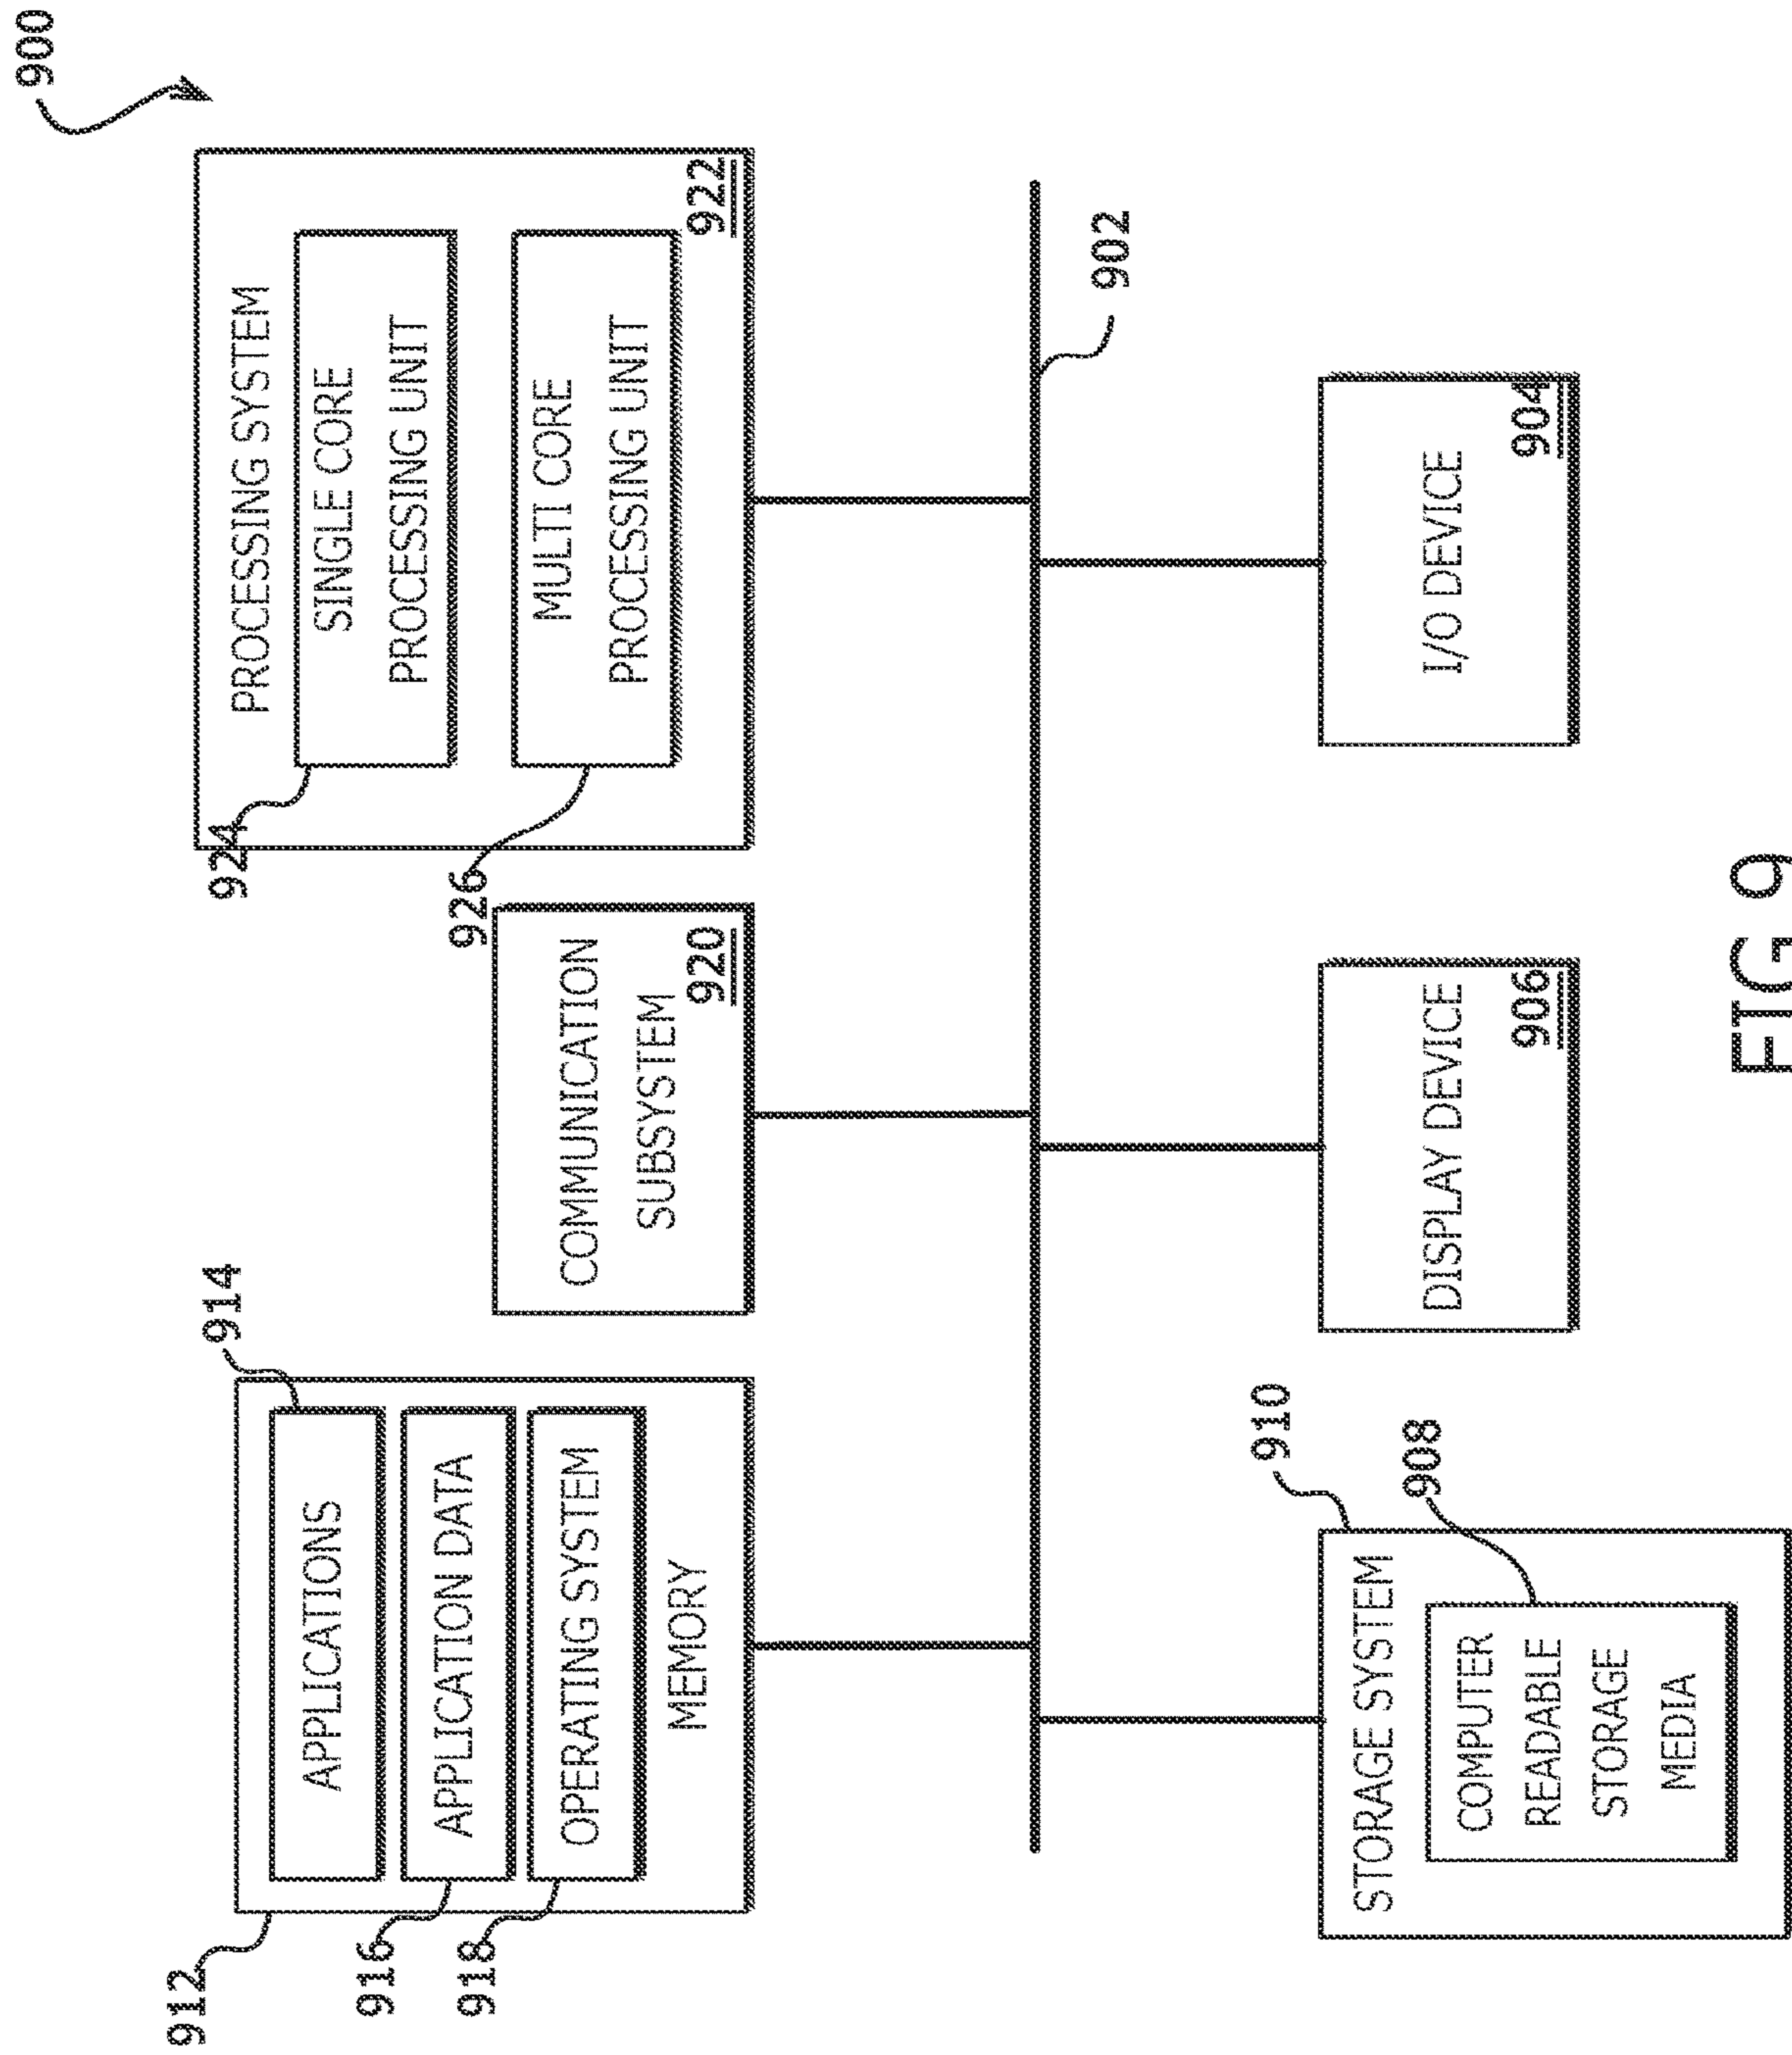 900
912
914
APPLICATIONS
916
APPLICATION DATA
918
OPERATING SYSTEM
MEMORY
COMMUNICATION
SUBSYSTEM
920
924
PROCESSING SYSTEM
SINGLE CORE
PROCESSING UNIT
926
MULTI CORE
PROCESSING UNIT
922
902
910
STORAGE SYSTEM
908
COMPUTER
READABLE
STORAGE
MEDIA
DISPLAY DEVICE
906
I/O DEVICE
904
FIG 9